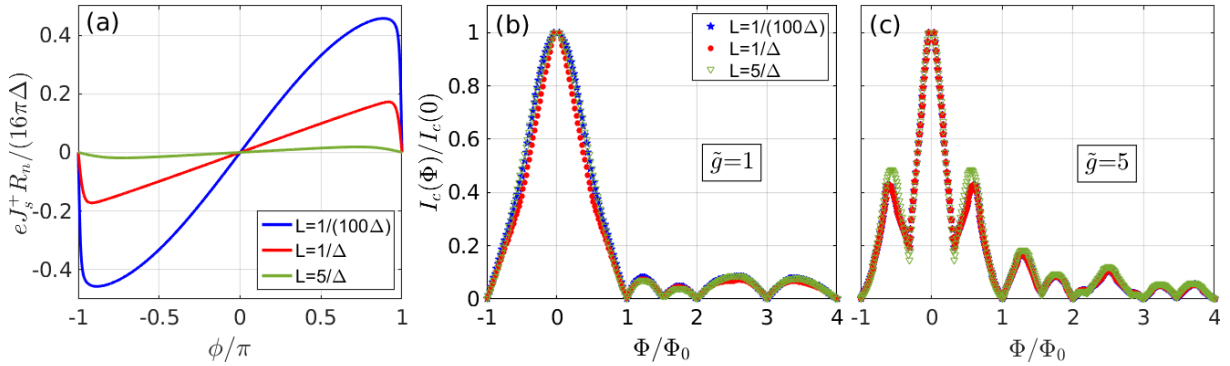 (a)
eJ_s^+R_n/(16πΔ)
0.4
0.2
0
-0.2
-0.4
L=1/(100Δ)
L=1/Δ
L=5/Δ
-1 -0.5 0 0.5 1
ϕ/π
(b)
I_c(Φ)/I_c(0)
1
0.8
0.6
0.4
0.2
0
L=1/(100Δ)
L=1/Δ
L=5/Δ
g̃=1
-1 0 1 2 3 4
Φ/Φ_0
(c)
g̃=5
-1 0 1 2 3 4
Φ/Φ_0